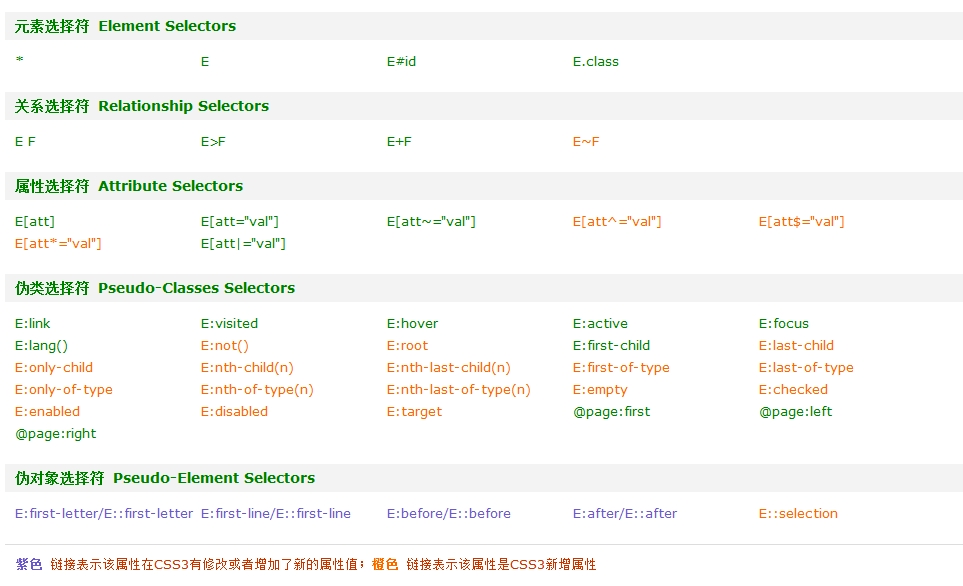 元素选择符 Element Selectors
* E E#id E.class
关系选择符 Relationship Selectors
E F E>F E+F E~F
属性选择符 Attribute Selectors
E[att] E[att="val"] E[att~="val"] E[att^="val"] E[att$="val"]
E[att*="val"] E[att|="val"]
伪类选择符 Pseudo-Classes Selectors
E:link E:visited E:hover E:active E:focus
E:lang() E:not() E:root E:first-child E:last-child
E:only-child E:nth-child(n) E:nth-last-child(n) E:first-of-type E:last-of-type
E:only-of-type E:nth-of-type(n) E:nth-last-of-type(n) E:empty E:checked
E:enabled E:disabled E:target @page:first @page:left
@page:right
伪对象选择符 Pseudo-Element Selectors
E:first-letter/E::first-letter E:first-line/E::first-line E:before/E::before E:after/E::after E::selection
紫色 链接表示该属性在CSS3有修改或者增加了新的属性值；橙色 链接表示该属性是CSS3新增属性